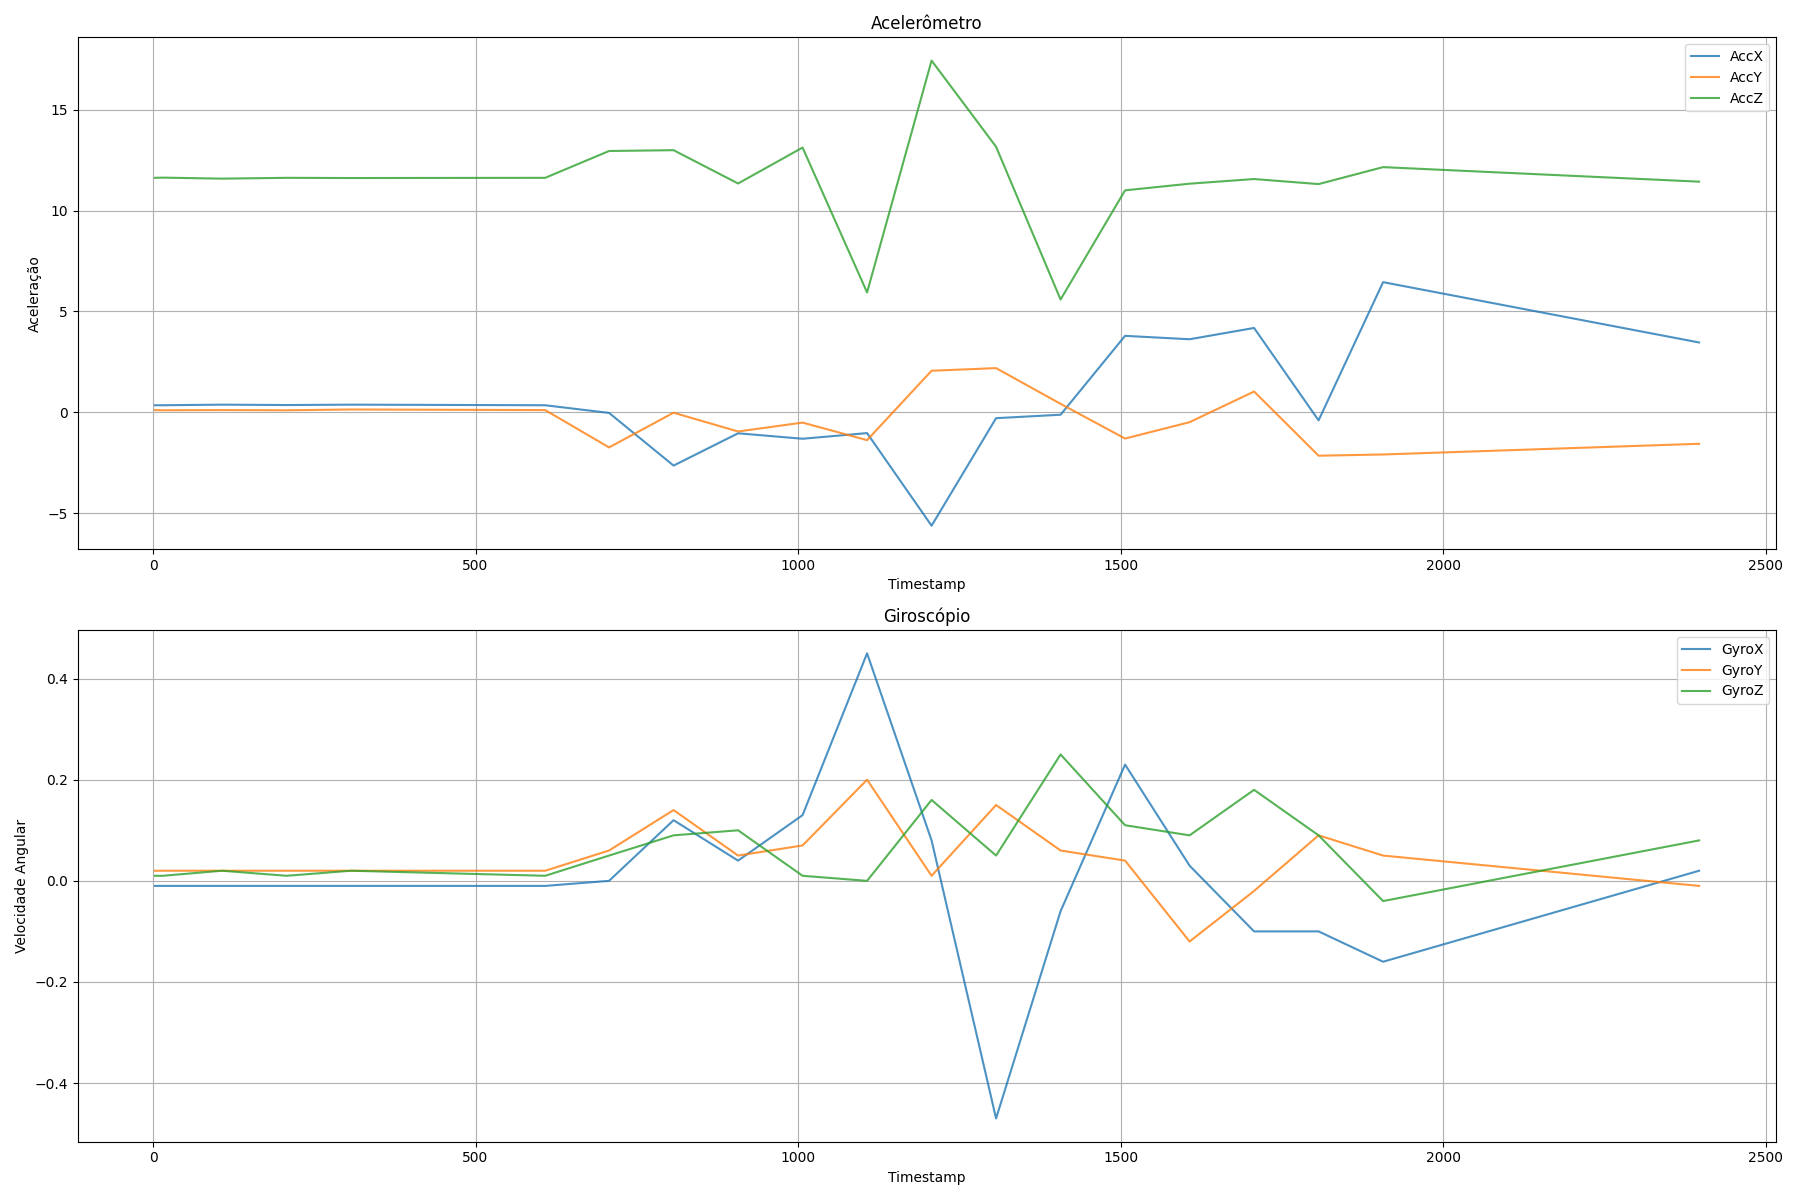 Acelerômetro
AccX
AccY
AccZ
15
10
5
0
−5
Aceleração
0
500
1000
1500
2000
2500
Timestamp
Giroscópio
GyroX
GyroY
GyroZ
0.4
0.2
0.0
−0.2
−0.4
Velocidade Angular
0
500
1000
1500
2000
2500
Timestamp